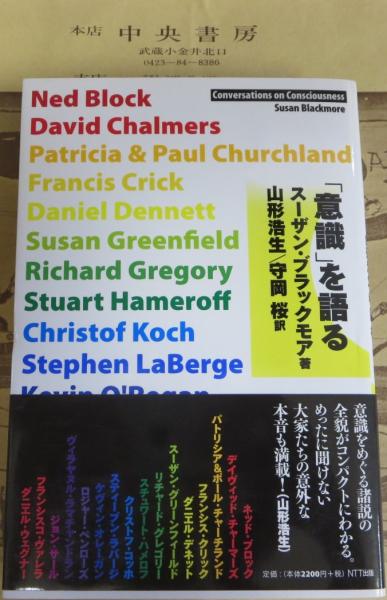 本店 中央書房
武蔵小金井北口
0423-84-8386
Conversations on Consciousness
Susan Blackmore
Ned Block
David Chalmers
Patricia & Paul Churchland
Francis Crick
Daniel Dennett
Susan Greenfield
Richard Gregory
Stuart Hameroff
Christof Koch
Stephen LaBerge
Kevin O'Regan
「意識」を語る
スーザン・ブラックモア著
山形浩生/守岡 桜 訳
意識をめぐる諸説の
全貌がコンパクトにわかる。
めったに聞けない
大家たちの意外な
本音も満載!(山形浩生)
ネッド・ブロック
デイヴィッド・チャーマーズ
パトリシア&ポール・チャーチランド
フランシス・クリック
ダニエル・デネット
スーザン・グリーンフィールド
リチャード・グレゴリー
スチュワート・ハメロフ
クリストフ・コッホ
スティーブン・ラバージ
ケヴィン・オレーガン
ロジャー・ペンローズ
ヴィラヤヌル・ラマチャンドラン
ジョン・サール
フランシスコ・ヴァレラ
ダニエル・ウェグナー
定価:(本体2200円+税) NTT出版